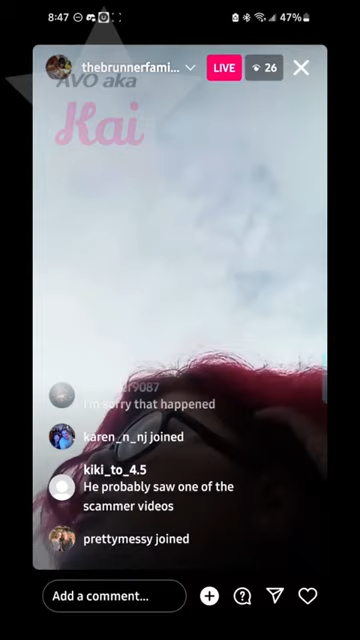 8:47
47%
thebrunnerfami...
LIVE
26
AVO aka
Kai
9087
I'm sorry that happened
karen_n_nj joined
kiki_to_4.5
He probably saw one of the
scammer videos
prettymessy joined
Add a comment...